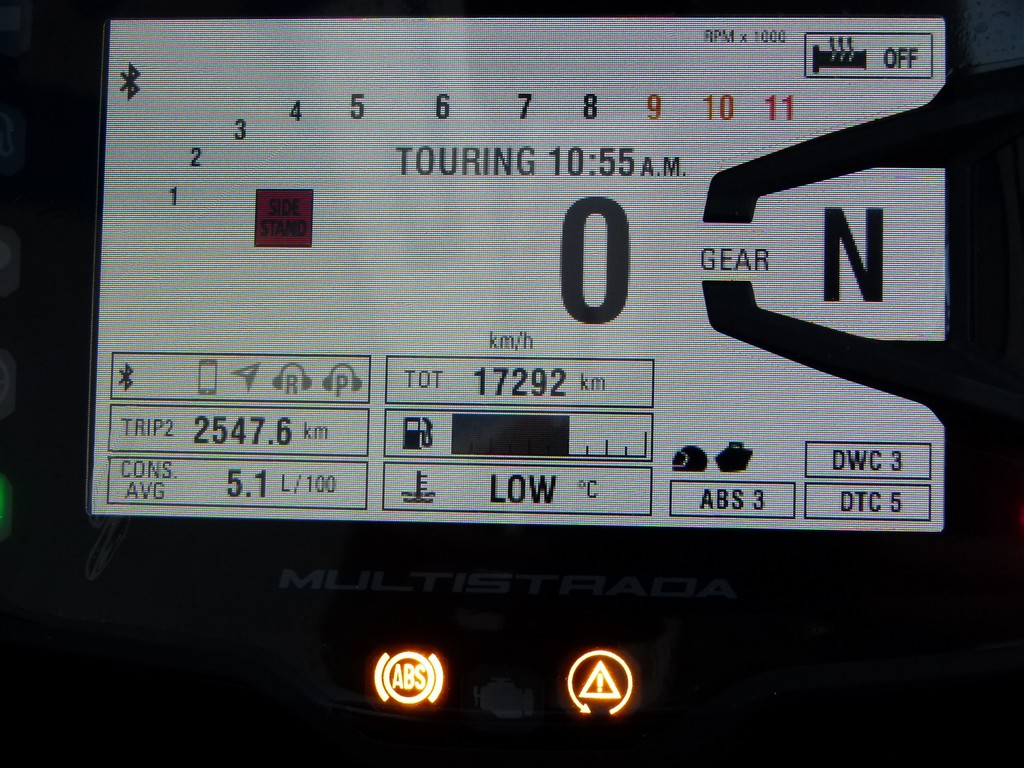 RPM x 1000
OFF
1 2 3 4 5 6 7 8 9 10 11
TOURING 10:55 A.M.
SIDE
STAND
0
km/h
GEAR N
R P
TOT 17292 km
TRIP2 2547.6 km
CONS.
AVG 5.1 L/100
LOW °C
DWC 3
ABS 3
DTC 5
MULTISTRADA
ABS